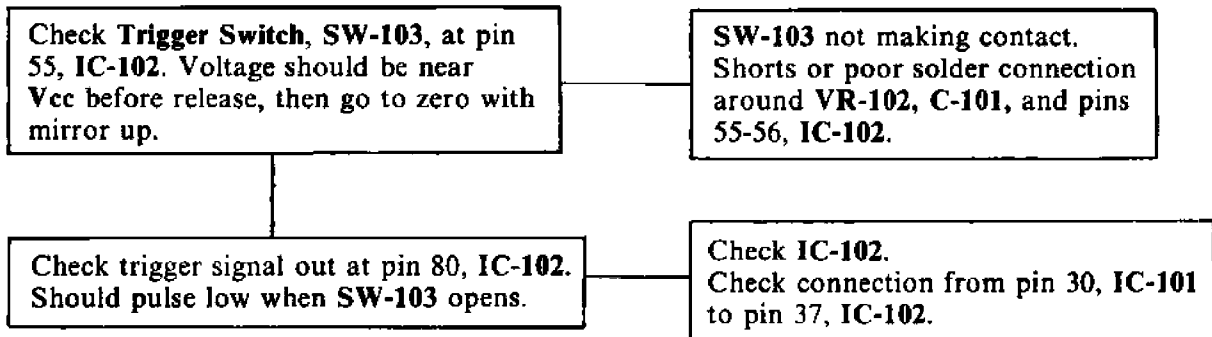 Check Trigger Switch, SW-103, at pin
55, IC-102. Voltage should be near
Vcc before release, then go to zero with
mirror up.
SW-103 not making contact.
Shorts or poor solder connection
around VR-102, C-101, and pins
55-56, IC-102.
Check trigger signal out at pin 80, IC-102.
Should pulse low when SW-103 opens.
Check IC-102.
Check connection from pin 30, IC-101
to pin 37, IC-102.